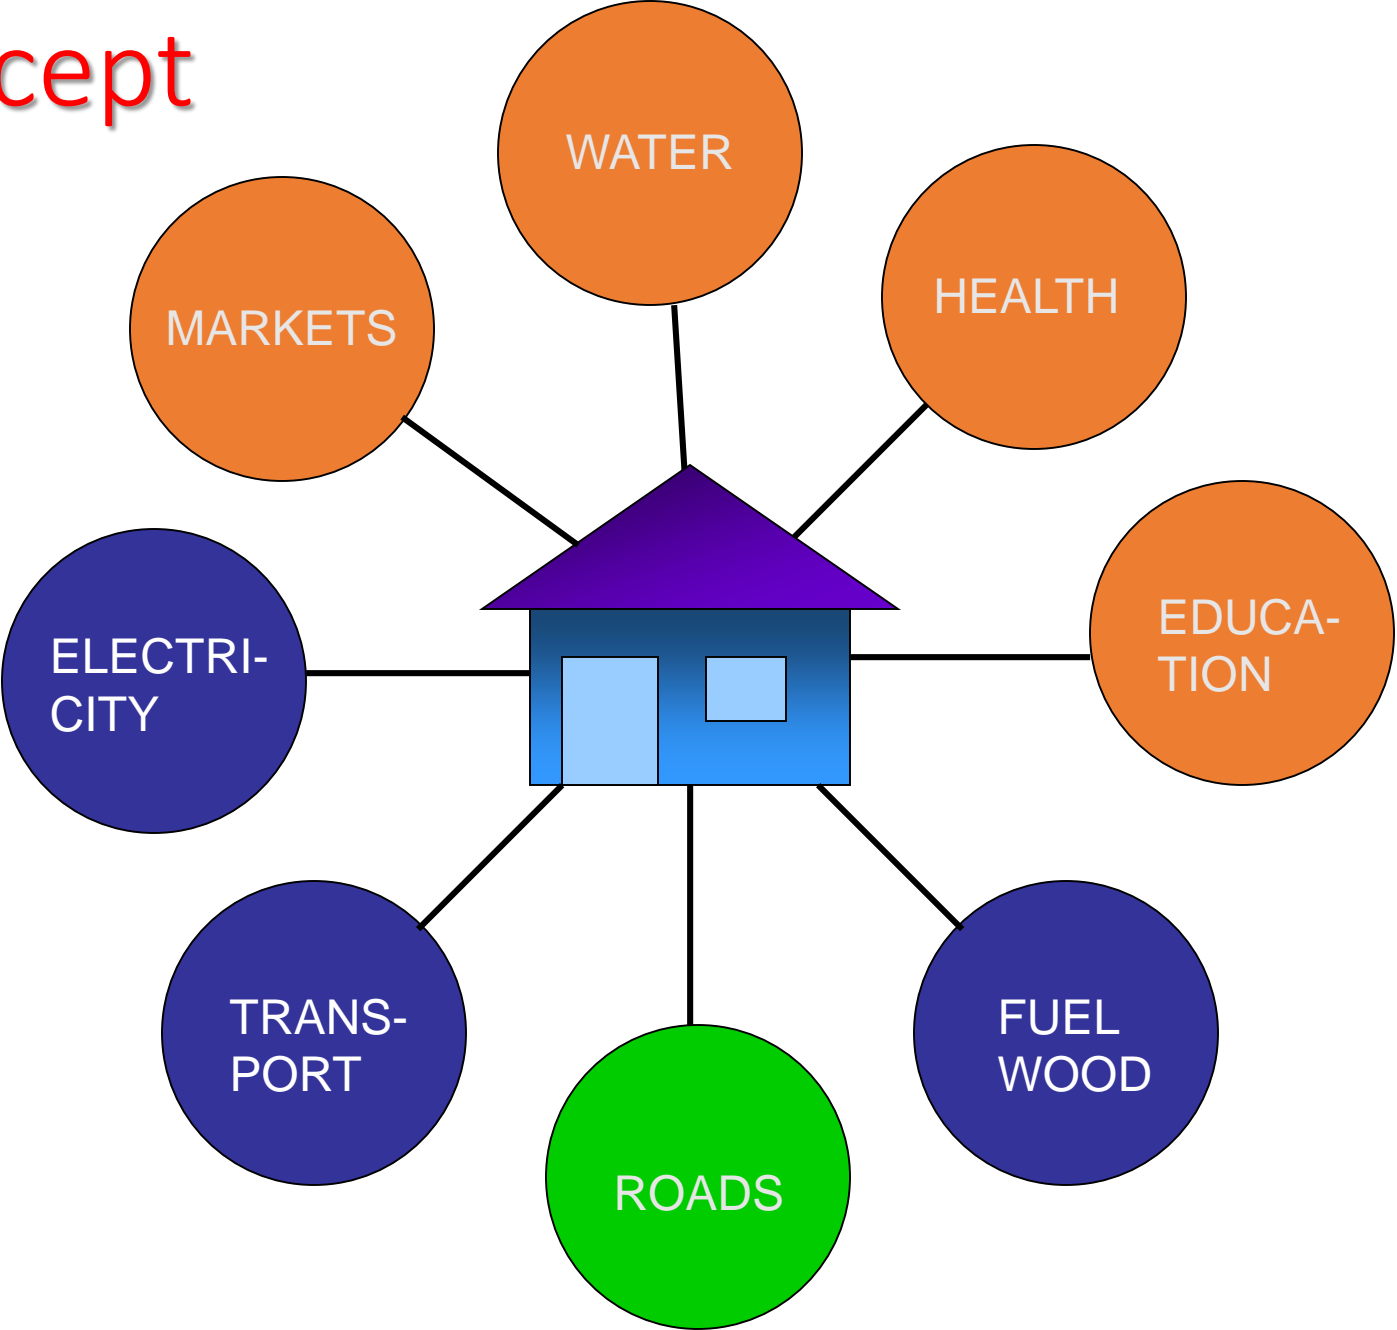 cept
WATER
HEALTH
MARKETS
EDUCA-
TION
ELECTRI-
CITY
TRANS-
PORT
FUEL
WOOD
ROADS